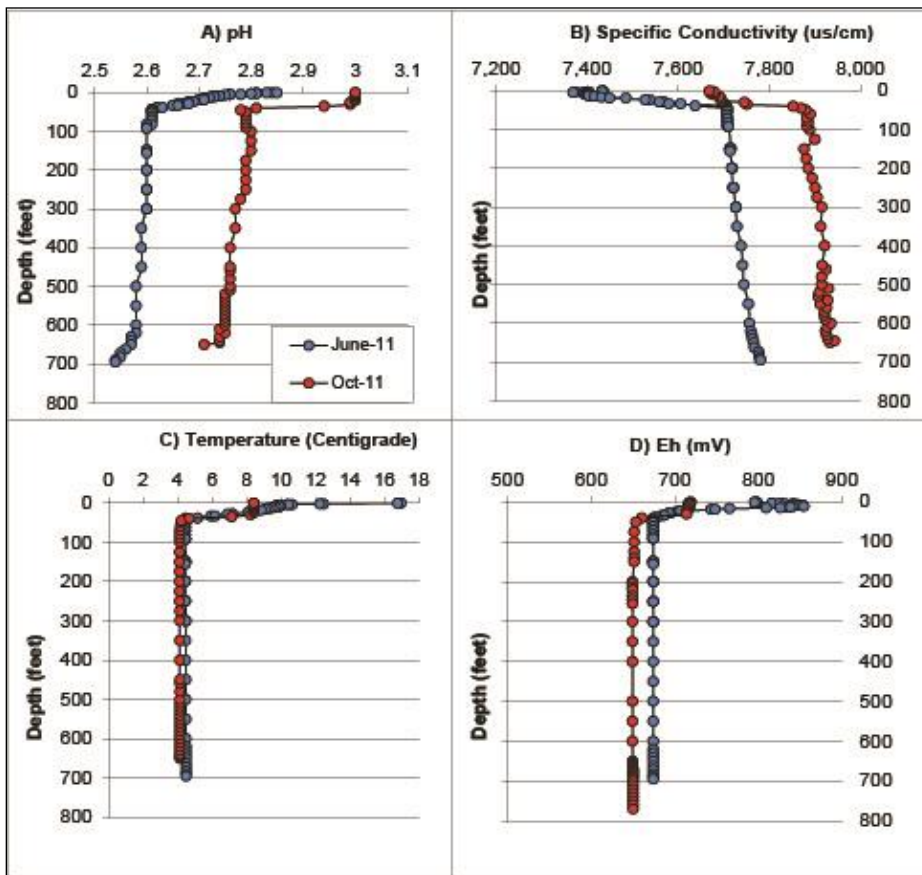 A) pH
2.5 2.6 2.7 2.8 2.9 3 3.1
0
100
200
300
400
500
600
700
800
Depth (feet)
June-11
Oct-11
B) Specific Conductivity (us/cm)
7,200 7,400 7,600 7,800 8,000
0
100
200
300
400
500
600
700
800
Depth (feet)
C) Temperature (Centigrade)
0 2 4 6 8 10 12 14 16 18
0
100
200
300
400
500
600
700
800
Depth (feet)
D) Eh (mV)
500 600 700 800 900
0
100
200
300
400
500
600
700
800
Depth (feet)